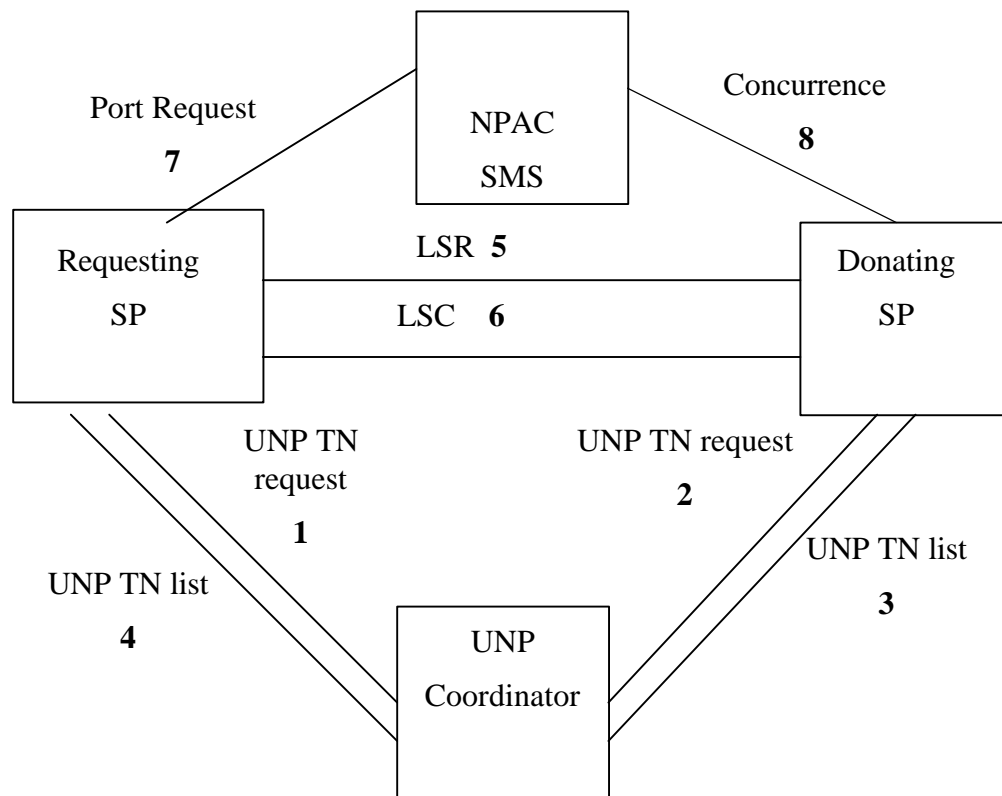 NPAC
SMS
Port Request
7
Concurrence
8
Requesting
SP
LSR 5
LSC 6
Donating
SP
UNP TN
request
1
UNP TN request
2
UNP TN list
4
UNP TN list
3
UNP
Coordinator